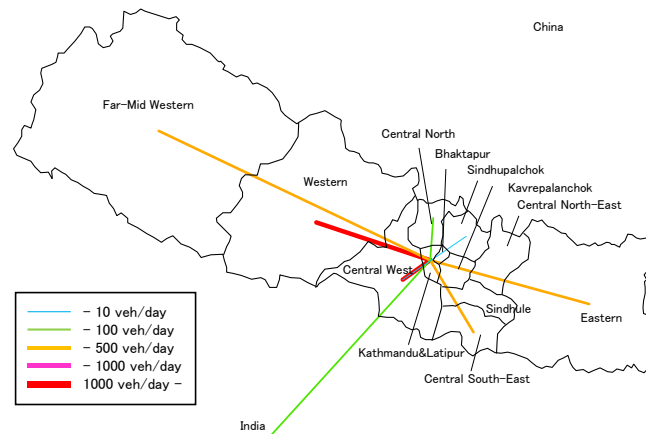 China
Far-Mid Western
Central North
Bhaktapur
Sindhupalchok
Western
Kavrepalanchok
Central North-East
Central West
Sindhule
Eastern
Kathmandu&Latipur
Central South-East
India
- 10 veh/day
- 100 veh/day
- 500 veh/day
- 1000 veh/day
1000 veh/day -